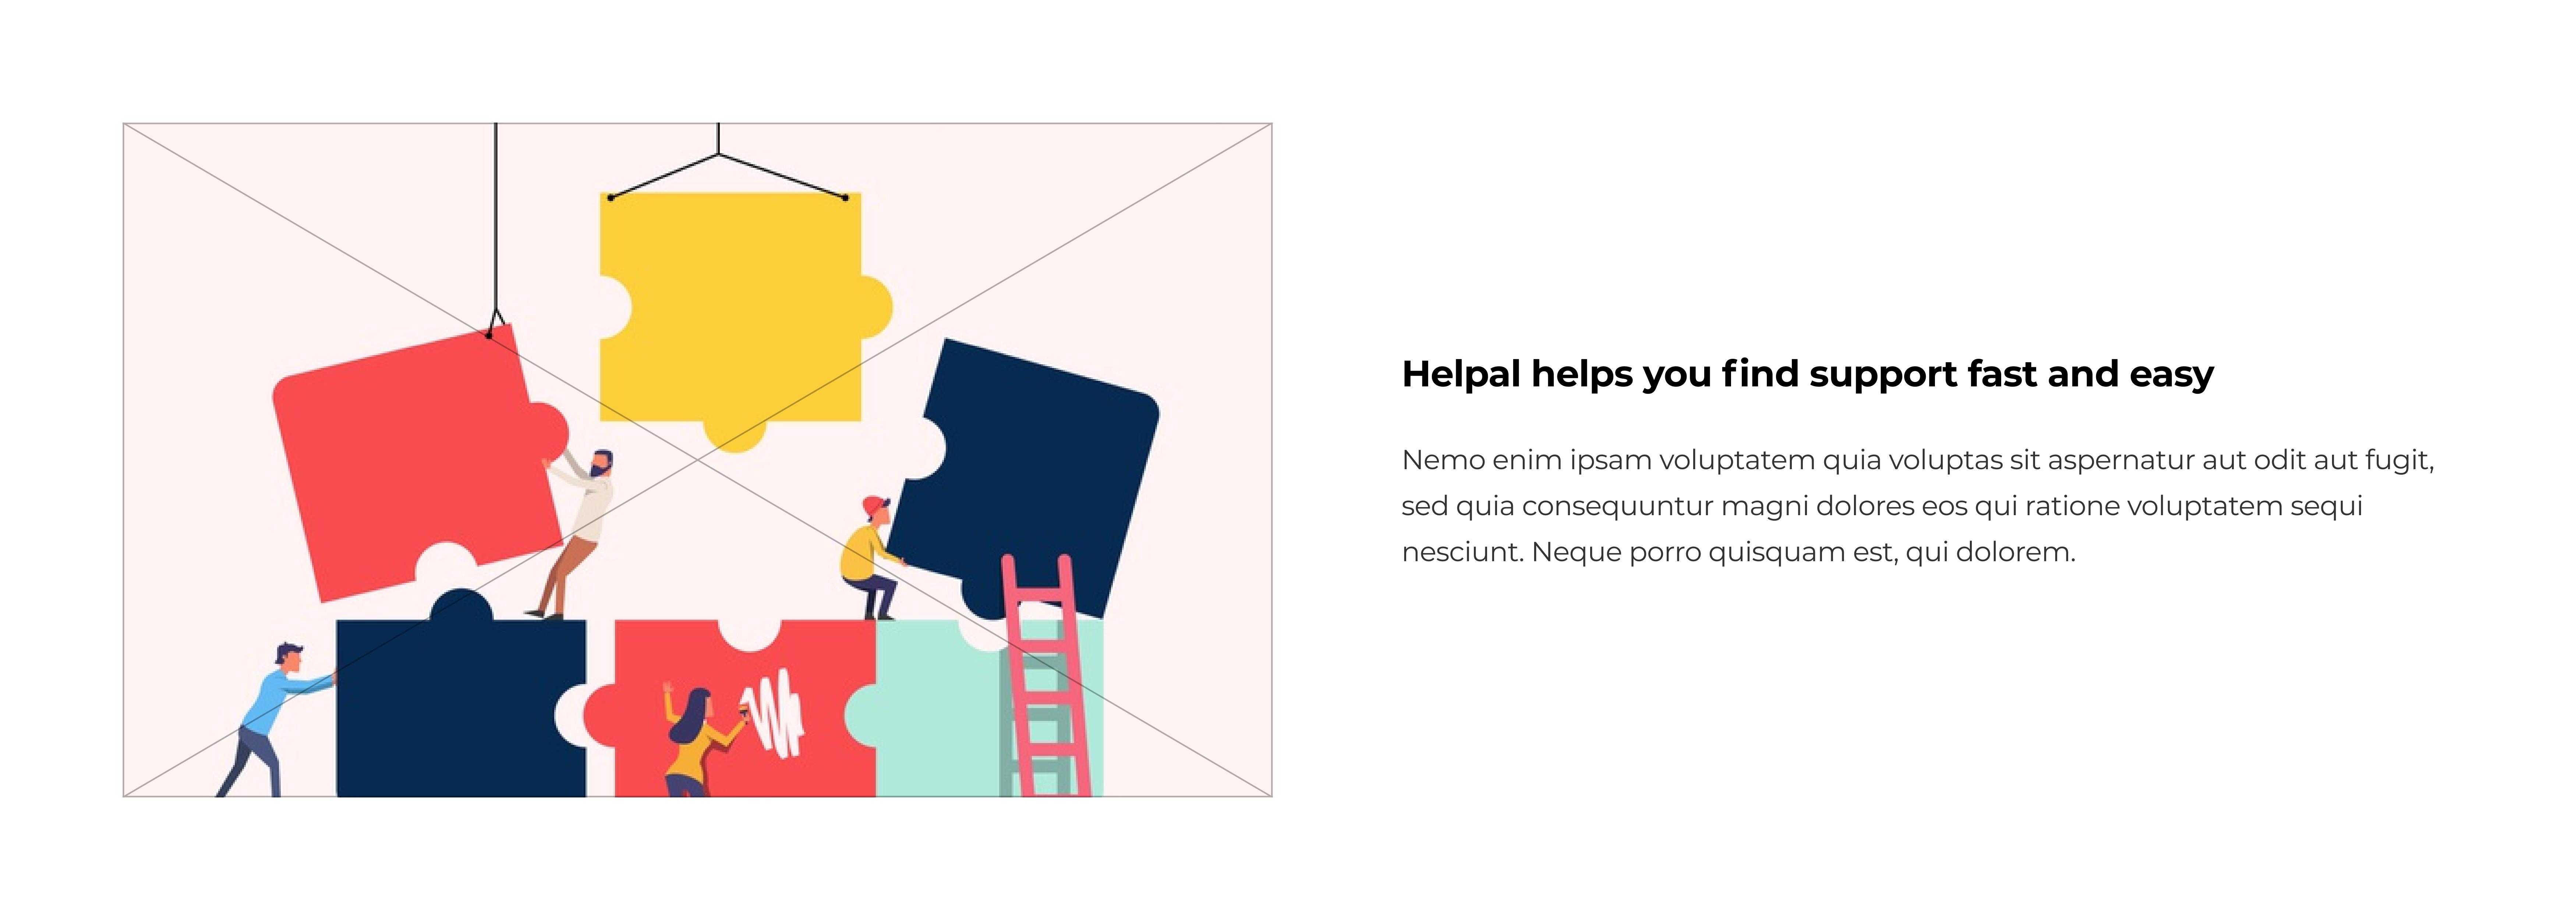 Helpal helps you find support fast and easy
Nemo enim ipsam voluptatem quia voluptas sit aspernatur aut odit aut fugit,
sed quia consequuntur magni dolores eos qui ratione voluptatem sequi
nesciunt. Neque porro quisquam est, qui dolorem.